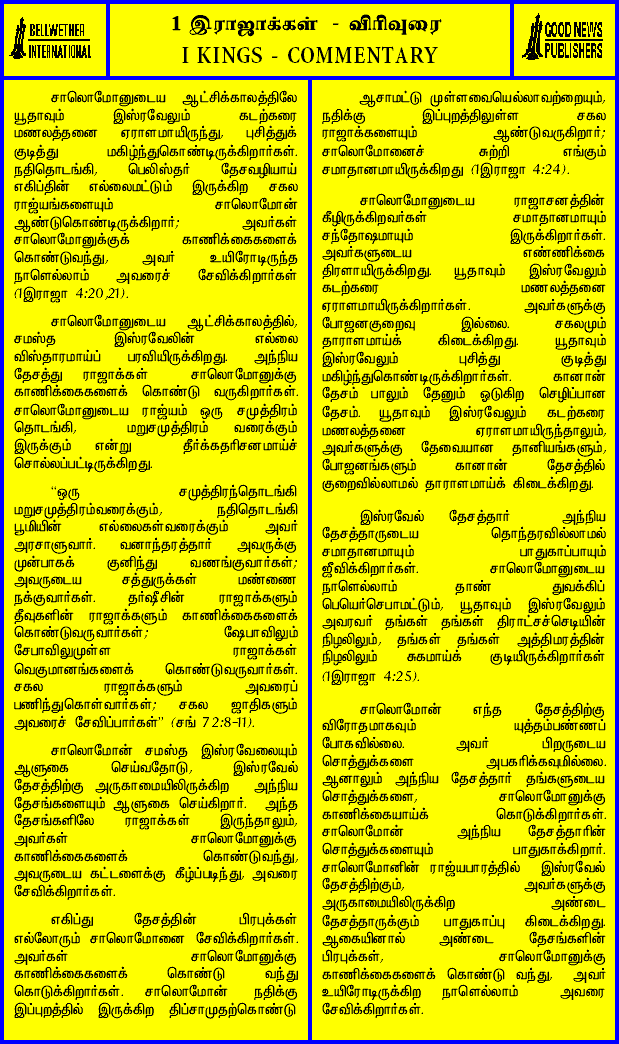 BELLWETHER
INTERNATIONAL
1 இராஜாக்கள் - விரிவுரை
I KINGS - COMMENTARY
GOOD NEWS
PUBLISHERS
சாலொமோனுடைய ஆட்சிக்காலத்திலே
யூதாவும் இஸ்ரவேலும் கடற்கரை
மணலத்தனை ஏராளமாயிருந்து, புசித்துக்
குடித்து மகிழ்ந்துகொண்டிருக்கிறார்கள்.
நதிதொடங்கி, பெலிஸ்தர் தேசவழியாய்
எகிப்தின் எல்லைமட்டும் இருக்கிற சகல
ராஜ்யங்களையும் சாலொமோன்
ஆண்டுகொண்டிருக்கிறார்; அவர்கள்
சாலொமோனுக்குக் காணிக்கைகளைக்
கொண்டுவந்து, அவர் உயிரோடிருந்த
நாளெல்லாம் அவரைச் சேவிக்கிறார்கள்
(1இராஜா 4:20,21).
சாலொமோனுடைய ஆட்சிக்காலத்தில்,
சமஸ்த இஸ்ரவேலின் எல்லை
விஸ்தாரமாய்ப் பரவியிருக்கிறது. அந்நிய
தேசத்து ராஜாக்கள் சாலொமோனுக்கு
காணிக்கைகளைக் கொண்டு வருகிறார்கள்.
சாலொமோனுடைய ராஜ்யம் ஒரு சமுத்திரம்
தொடங்கி, மறுசமுத்திரம் வரைக்கும்
இருக்கும் என்று தீர்க்கதரிசனமாய்ச்
சொல்லப்பட்டிருக்கிறது.
"ஒரு சமுத்திரந்தொடங்கி
மறுசமுத்திரம்வரைக்கும், நதிதொடங்கி
பூமியின் எல்லைகள்வரைக்கும் அவர்
அரசாளுவார். வனாந்தரத்தார் அவருக்கு
முன்பாகக் குனிந்து வணங்குவார்கள்;
அவருடைய சத்துருக்கள் மண்ணை
நக்குவார்கள். தர்ஷீசின் ராஜாக்களும்
தீவுகளின் ராஜாக்களும் காணிக்கைகளைக்
கொண்டுவருவார்கள்; ஷேபாவிலும்
சேபாவிலுமுள்ள ராஜாக்கள்
வெகுமானங்களைக் கொண்டுவருவார்கள்.
சகல ராஜாக்களும் அவரைப்
பணிந்துகொள்வார்கள்; சகல ஜாதிகளும்
அவரைச் சேவிப்பார்கள்" (சங் 72:8-11).
சாலொமோன் சமஸ்த இஸ்ரவேலையும்
ஆளுகை செய்வதோடு, இஸ்ரவேல்
தேசத்திற்கு அருகாமையிலிருக்கிற அந்நிய
தேசங்களையும் ஆளுகை செய்கிறார். அந்த
தேசங்களிலே ராஜாக்கள் இருந்தாலும்,
அவர்கள் சாலொமோனுக்கு
காணிக்கைகளைக் கொண்டுவந்து,
அவருடைய கட்டளைக்கு கீழ்ப்படிந்து, அவரை
சேவிக்கிறார்கள்.
எகிப்து தேசத்தின் பிரபுக்கள்
எல்லோரும் சாலொமோனை சேவிக்கிறார்கள்.
அவர்கள் சாலொமோனுக்கு
காணிக்கைகளைக் கொண்டு வந்து
கொடுக்கிறார்கள். சாலொமோன் நதிக்கு
இப்புறத்தில் இருக்கிற திப்சாமுதற்கொண்டு
ஆசாமட்டு முள்ளவையெல்லாவற்றையும்,
நதிக்கு இப்புறத்திலுள்ள சகல
ராஜாக்களையும் ஆண்டுவருகிறார்;
சாலொமோனைச் சுற்றி எங்கும்
சமாதானமாயிருக்கிறது (1இராஜா 4:24).
சாலொமோனுடைய ராஜாசனத்தின்
கீழிருக்கிறவர்கள் சமாதானமாயும்
சந்தோஷமாயும் இருக்கிறார்கள்.
அவர்களுடைய எண்ணிக்கை
திரளாயிருக்கிறது. யூதாவும் இஸ்ரவேலும்
கடற்கரை மணலத்தனை
ஏராளமாயிருக்கிறார்கள். அவர்களுக்கு
போஜனகுறைவு இல்லை. சகலமும்
தாராளமாய்க் கிடைக்கிறது. யூதாவும்
இஸ்ரவேலும் புசித்து குடித்து
மகிழ்ந்துகொண்டிருக்கிறார்கள். கானான்
தேசம் பாலும் தேனும் ஓடுகிற செழிப்பான
தேசம். யூதாவும் இஸ்ரவேலும் கடற்கரை
மணலத்தனை ஏராளமாயிருந்தாலும்,
அவர்களுக்கு தேவையான தானியங்களும்,
போஜனங்களும் கானான் தேசத்தில்
குறைவில்லாமல் தாராளமாய்க் கிடைக்கிறது.
இஸ்ரவேல் தேசத்தார் அந்நிய
தேசத்தாருடைய தொந்தரவில்லாமல்
சமாதானமாயும் பாதுகாப்பாயும்
ஜீவிக்கிறார்கள். சாலொமோனுடைய
நாளெல்லாம் தாண் துவக்கிப்
பெயெர்செபாமட்டும், யூதாவும் இஸ்ரவேலும்
அவரவர் தங்கள் தங்கள் திராட்சச்செடியின்
நிழலிலும், தங்கள் தங்கள் அத்திமரத்தின்
நிழலிலும் சுகமாய்க் குடியிருக்கிறார்கள்
(1இராஜா 4:25).
சாலொமோன் எந்த தேசத்திற்கு
விரோதமாகவும் யுத்தம்பண்ணப்
போகவில்லை. அவர் பிறருடைய
சொத்துக்களை அபகரிக்கவுமில்லை.
ஆனாலும் அந்நிய தேசத்தார் தங்களுடைய
சொத்துக்களை, சாலொமோனுக்கு
காணிக்கையாய்க் கொடுக்கிறார்கள்.
சாலொமோன் அந்நிய தேசத்தாரின்
சொத்துக்களையும் பாதுகாக்கிறார்.
சாலொமோனின் ராஜ்யபாரத்தில் இஸ்ரவேல்
தேசத்திற்கும், அவர்களுக்கு
அருகாமையிலிருக்கிற அண்டை
தேசத்தாருக்கும் பாதுகாப்பு கிடைக்கிறது.
ஆகையினால் அண்டை தேசங்களின்
பிரபுக்கள், சாலொமோனுக்கு
காணிக்கைகளைக் கொண்டு வந்து, அவர்
உயிரோடிருக்கிற நாளெல்லாம் அவரை
சேவிக்கிறார்கள்.